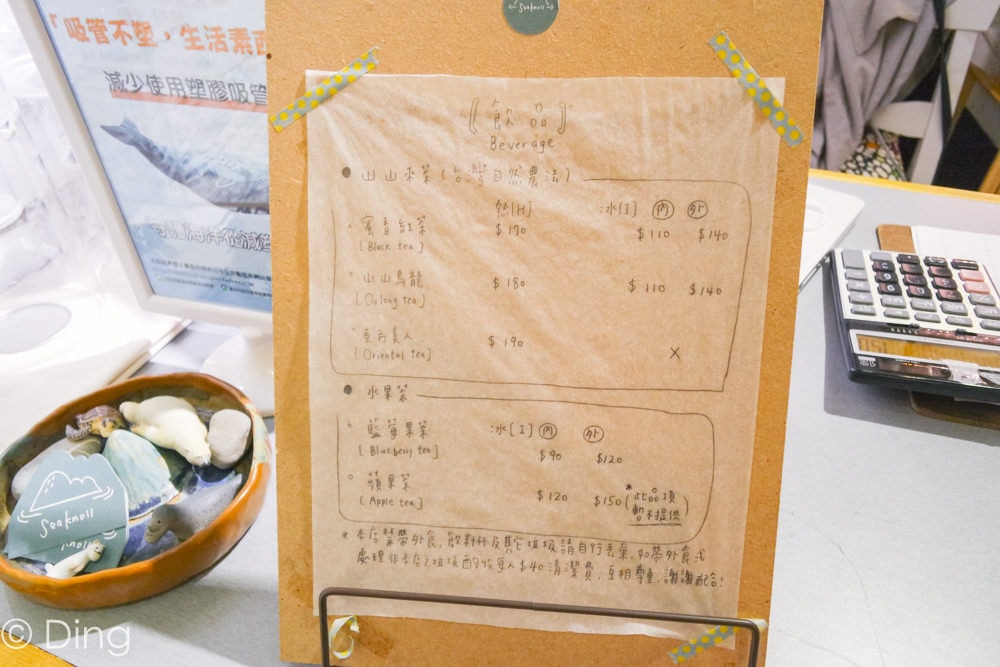 Seaknell
「吸管不塑，生活素
減少使用塑膠吸管
〖飲品〗
Beverage
● 山山來茶(台灣自然農法)
熱[H] 冰[I] 內 外
。蜜香紅茶 $170 $110 $140
[Black tea]
。山山烏龍 $180 $110 $140
[Oolong tea]
。東方美人 $190 X
[Oriental tea]
● 水果茶
冰[I] 內 外
。藍莓果茶 $90 $120
[Blueberry tea]
。蘋果茶 $120 $150 (*此品項
暫不提供)
[Apple tea]
* 本店禁帶外食，飲料杯及其它垃圾請自行丟棄，如帶外食或
處理非本店之垃圾酌收每人$40清潔費，互相尊重，謝謝配合!
Seaknell
© Ding